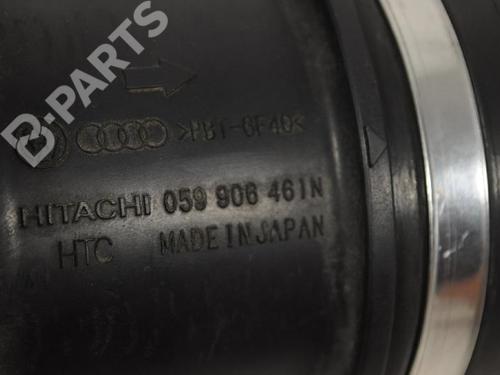 B-PARTS
>PBT-GF40<
HITACHI 059 906 461N
HTC MADE IN JAPAN